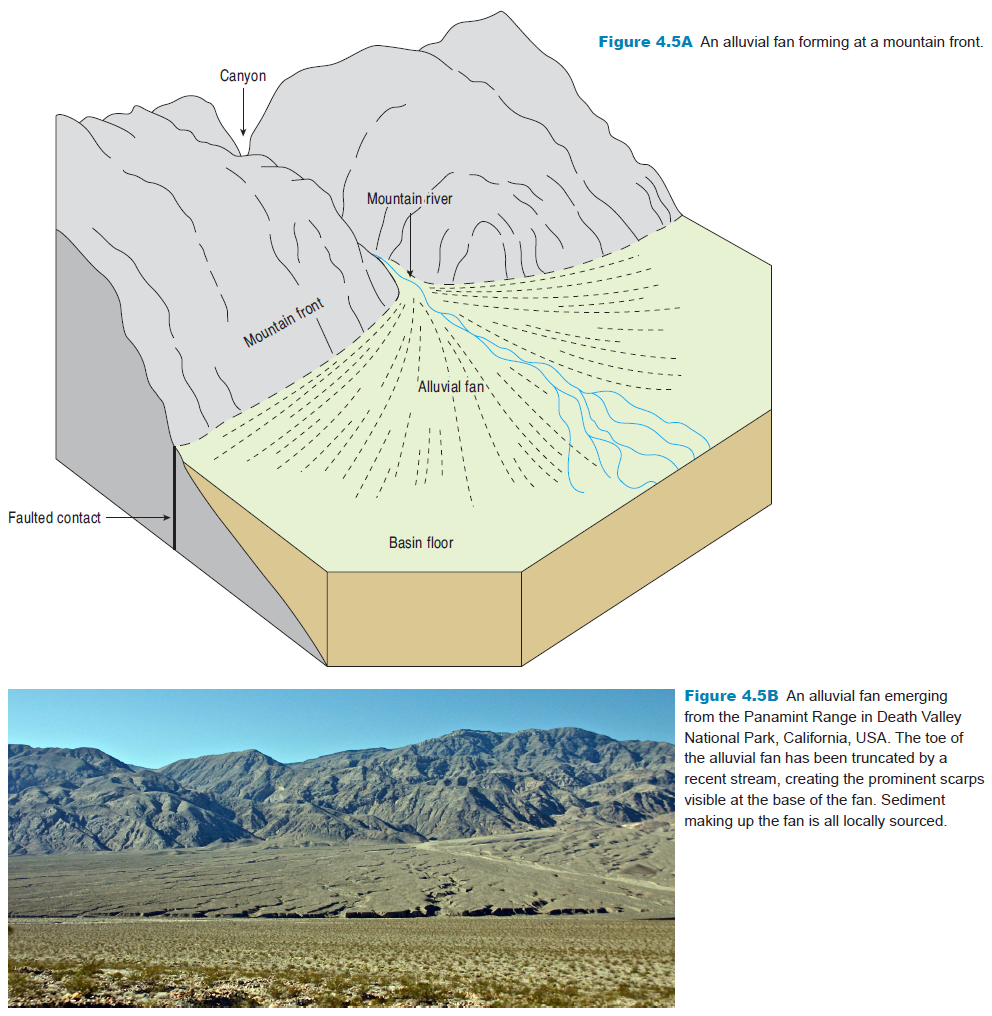 Figure 4.5A An alluvial fan forming at a mountain front.
Canyon
Mountain river
Mountain front
Alluvial fan
Faulted contact
Basin floor
Figure 4.5B An alluvial fan emerging
from the Panamint Range in Death Valley
National Park, California, USA. The toe of
the alluvial fan has been truncated by a
recent stream, creating the prominent scarps
visible at the base of the fan. Sediment
making up the fan is all locally sourced.